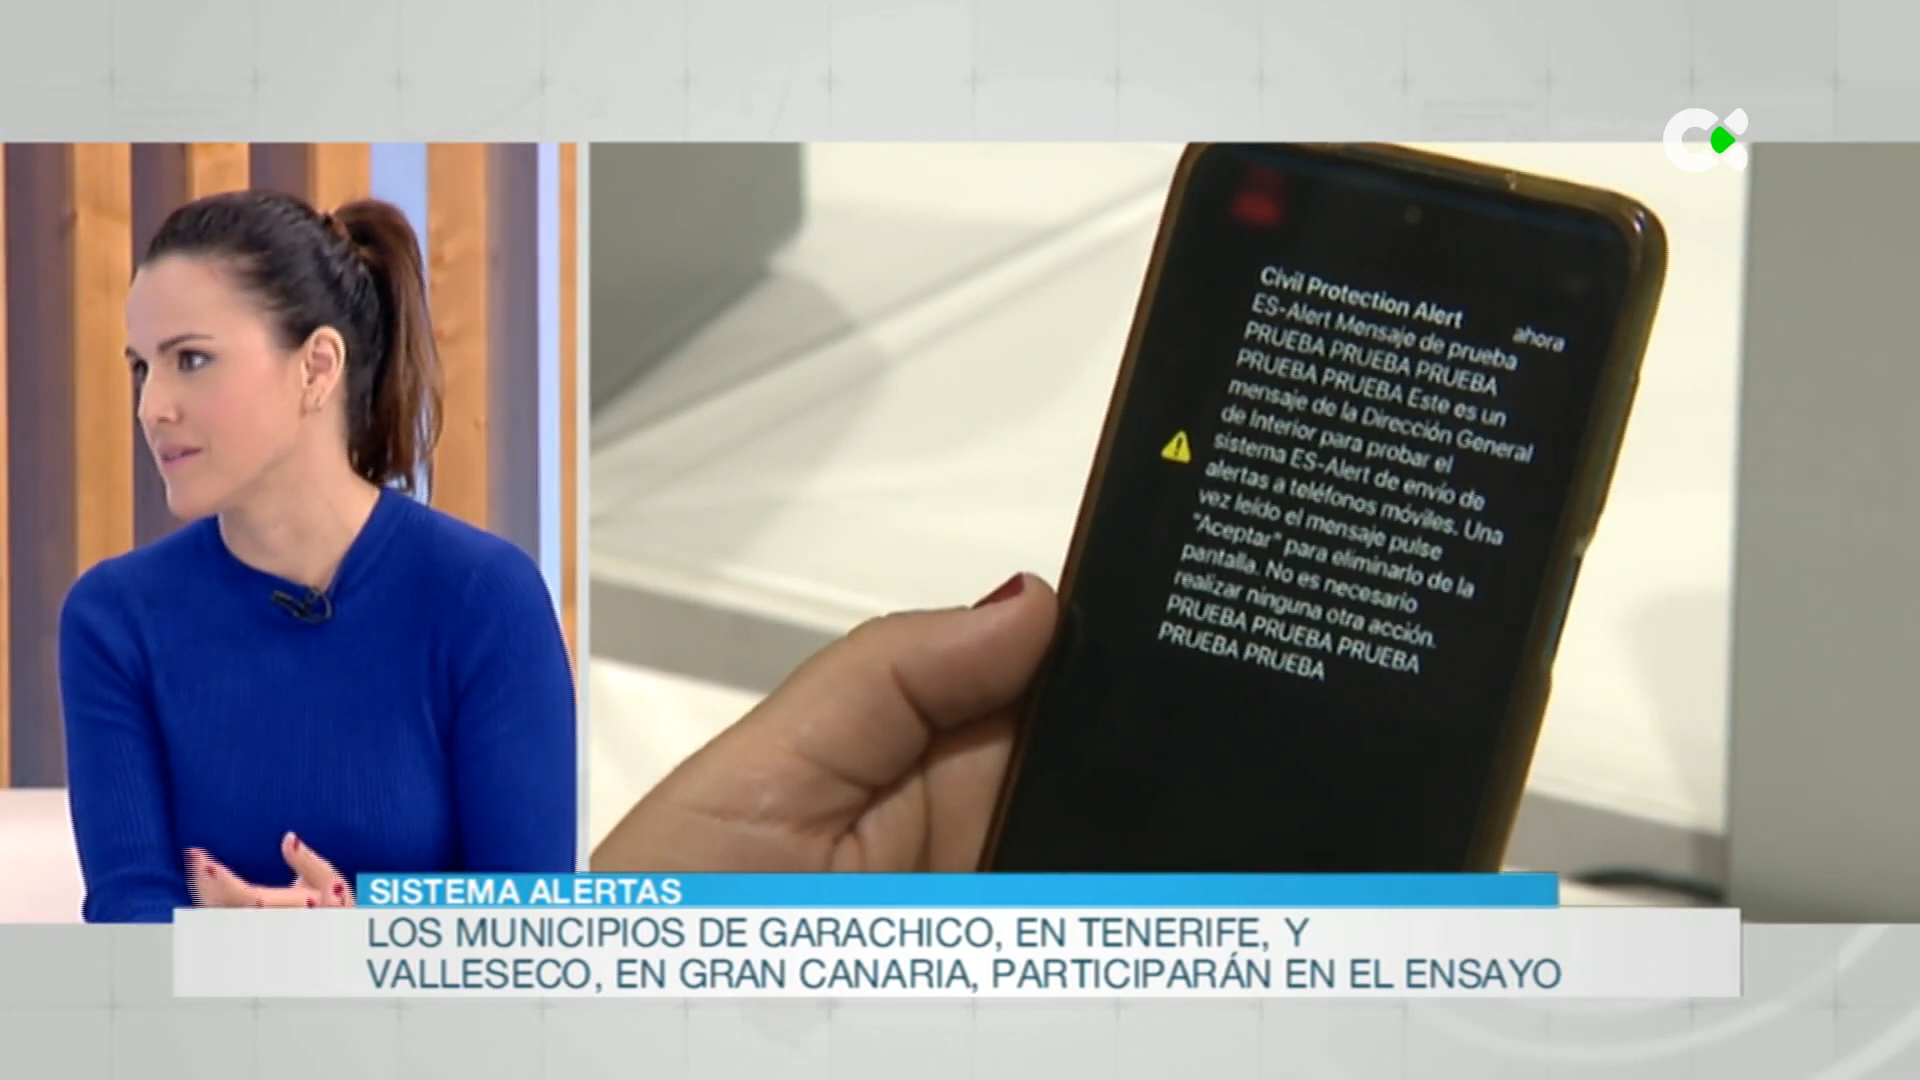 Civil Protection Alert
ahora
ES-Alert Mensaje de prueba
PRUEBA PRUEBA PRUEBA
PRUEBA PRUEBA Este es un
mensaje de la Dirección General
de Interior para probar el
sistema ES-Alert de envío de
alertas a teléfonos móviles. Una
vez leído el mensaje pulse
"Aceptar" para eliminarlo de la
pantalla. No es necesario
realizar ninguna otra acción.
PRUEBA PRUEBA PRUEBA
PRUEBA PRUEBA
SISTEMA ALERTAS
LOS MUNICIPIOS DE GARACHICO, EN TENERIFE, Y
VALLESECO, EN GRAN CANARIA, PARTICIPARÁN EN EL ENSAYO